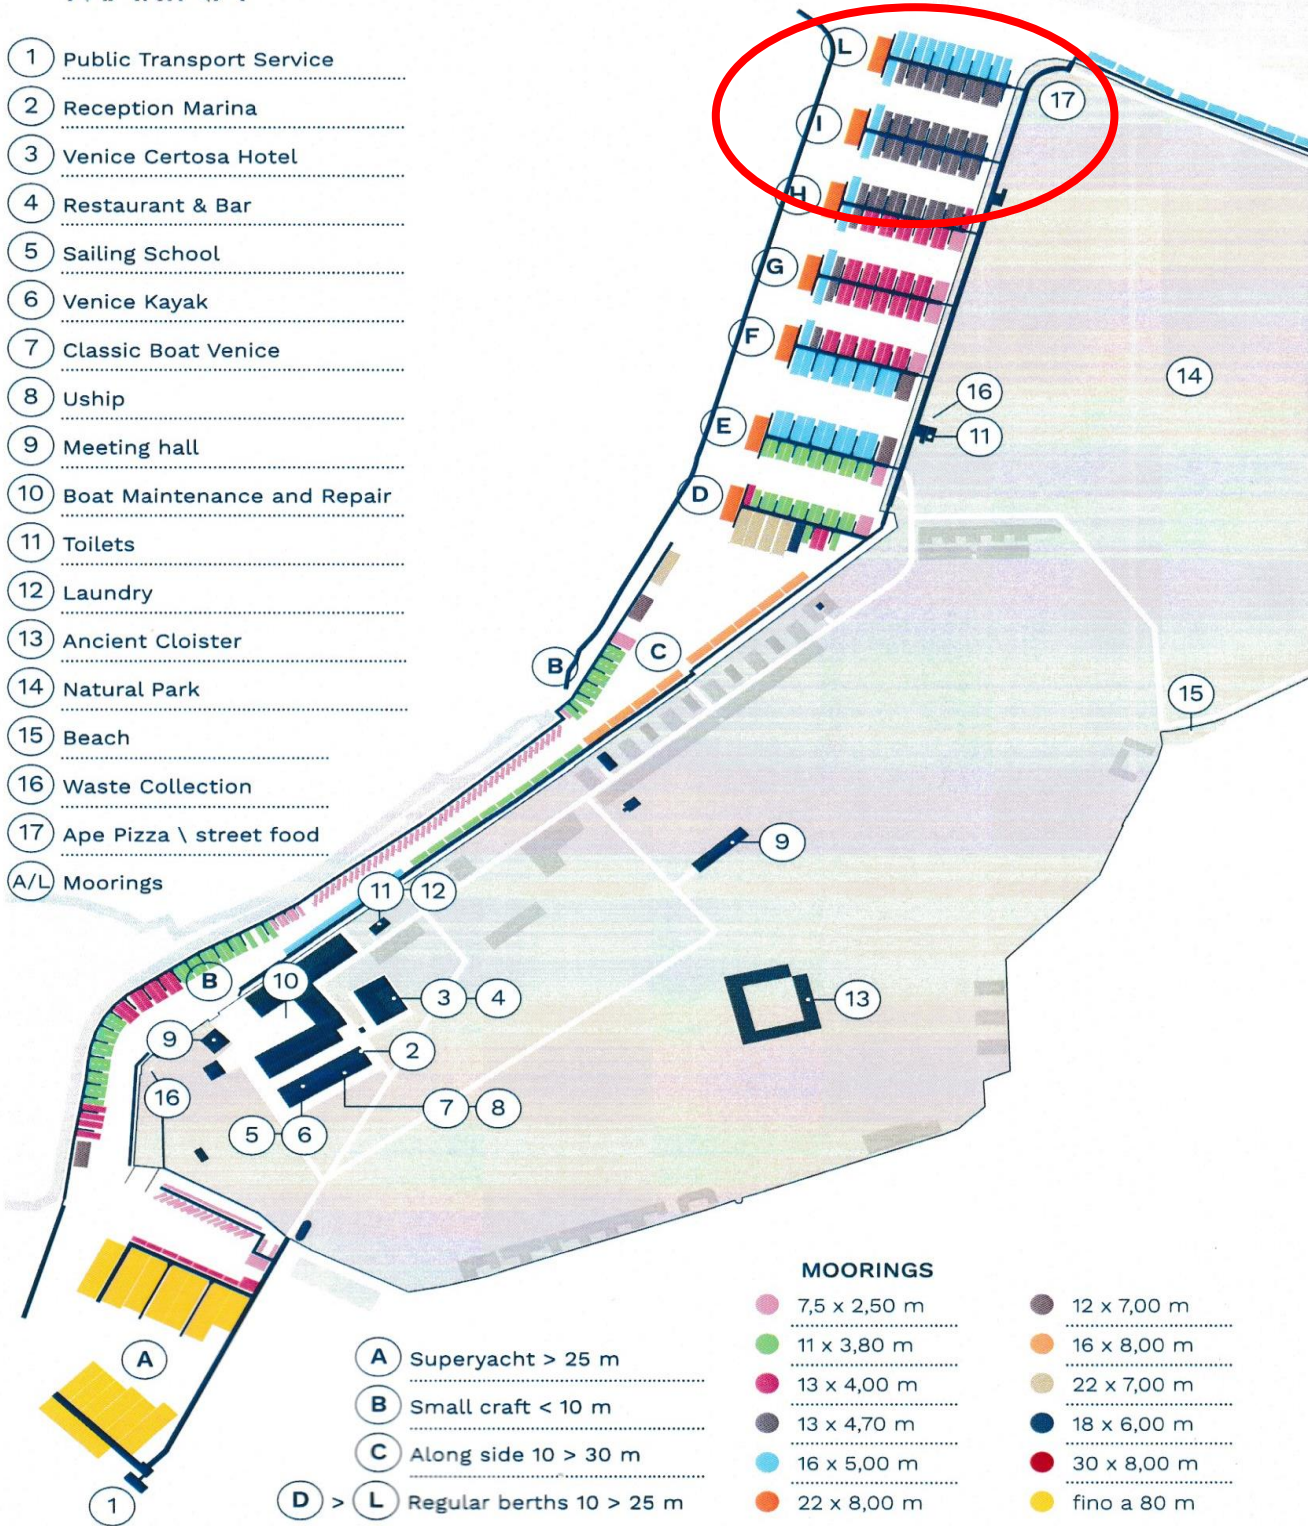 1 Public Transport Service
2 Reception Marina
3 Venice Certosa Hotel
4 Restaurant & Bar
5 Sailing School
6 Venice Kayak
7 Classic Boat Venice
8 Uship
9 Meeting hall
10 Boat Maintenance and Repair
11 Toilets
12 Laundry
13 Ancient Cloister
14 Natural Park
15 Beach
16 Waste Collection
17 Ape Pizza \ street food
A/L Moorings
L
17
I
H
G
F
14
16
E
11
D
B
C
15
9
11 12
B
10
3 4
13
9
2
16
7 8
5 6
A
1
A Superyacht > 25 m
B Small craft < 10 m
C Along side 10 > 30 m
D > L Regular berths 10 > 25 m
MOORINGS
7,5 x 2,50 m
11 x 3,80 m
13 x 4,00 m
13 x 4,70 m
16 x 5,00 m
22 x 8,00 m
12 x 7,00 m
16 x 8,00 m
22 x 7,00 m
18 x 6,00 m
30 x 8,00 m
fino a 80 m